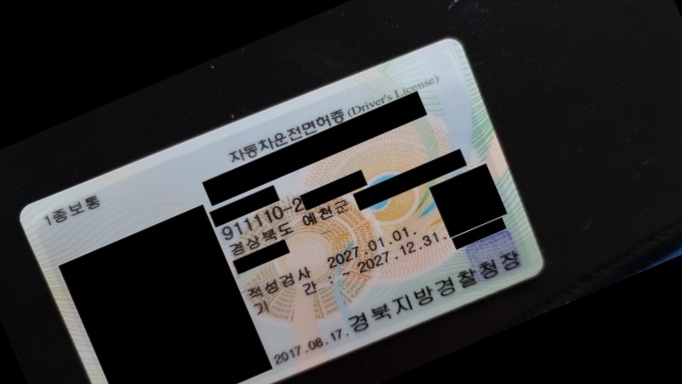 자동차운전면허증 (Driver's License)
1종보통
911110-2
경상북도 예천군
적성검사 2027.01.01.
기 간 : 2027.12.31.
2017.08.17. 경북지방경찰청장